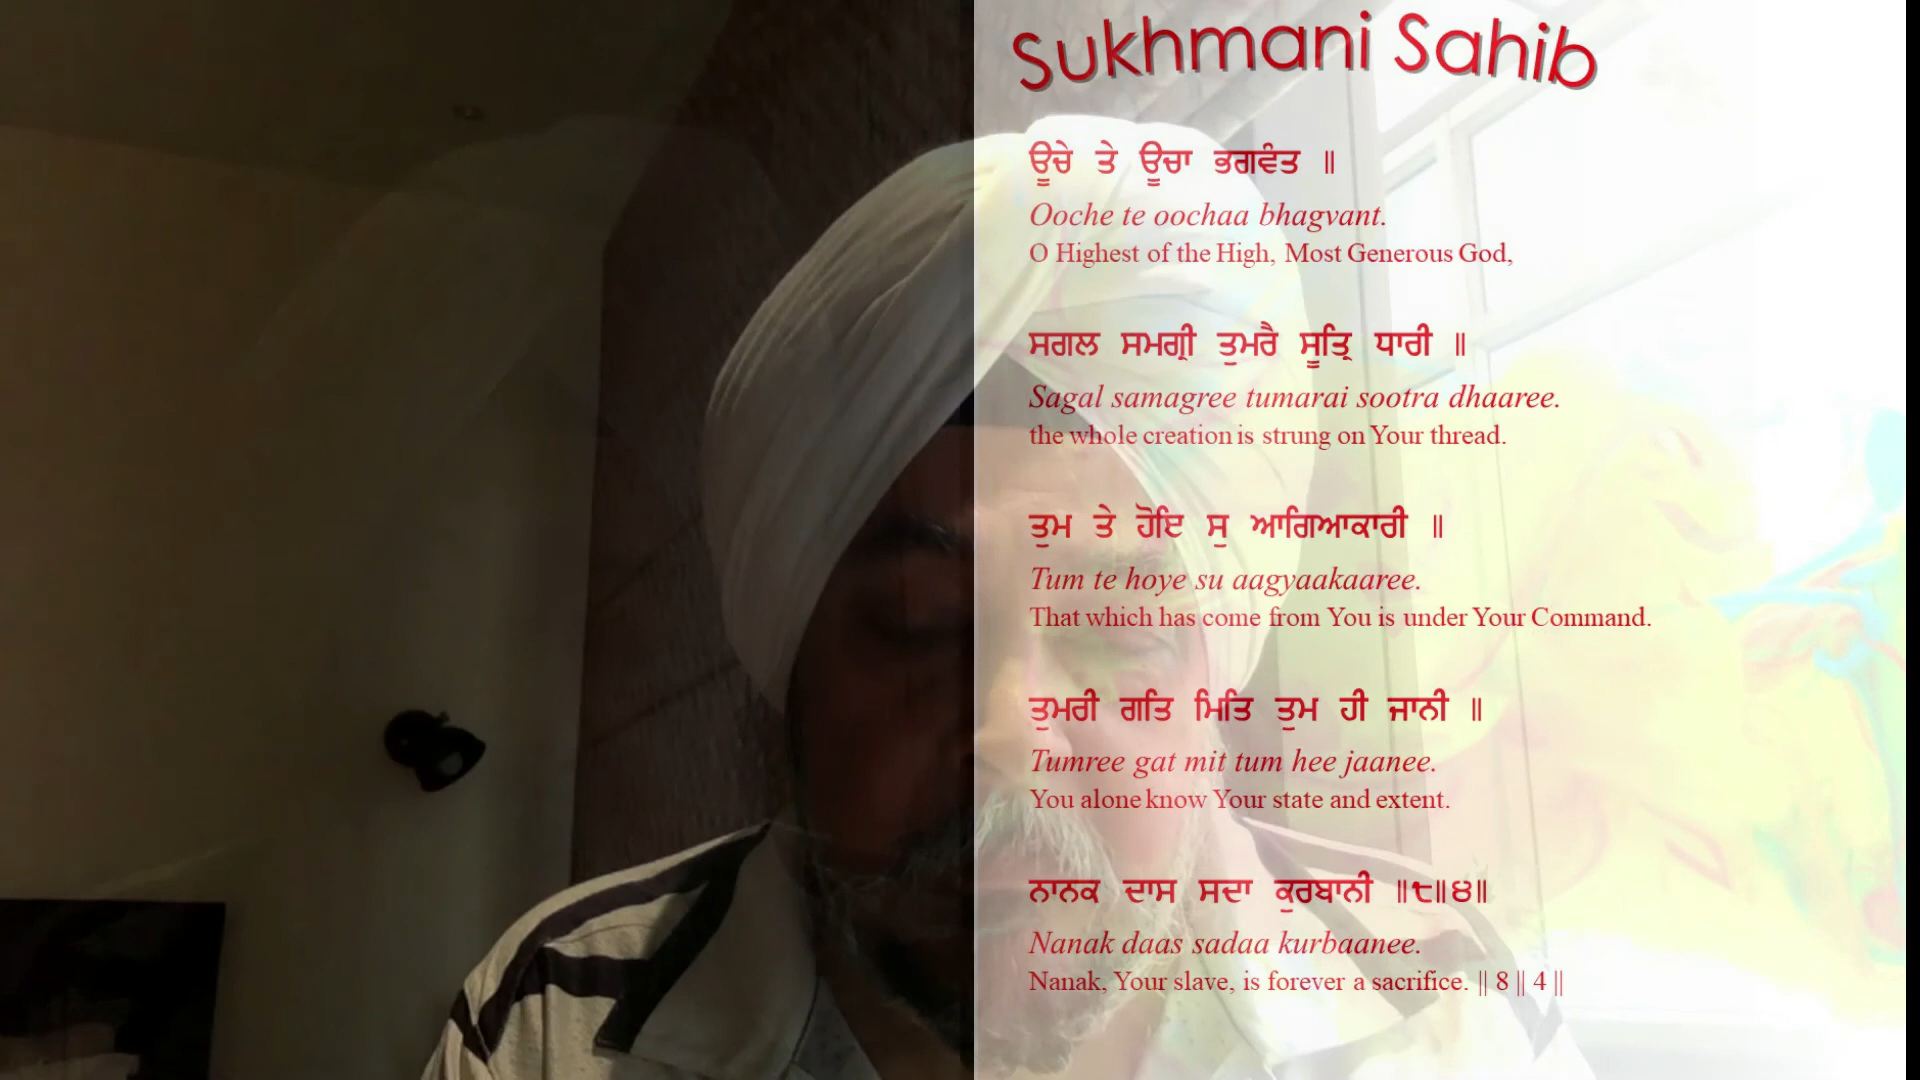 Sukhmani Sahib
ਊਚੇ ਤੇ ਊਚਾ ਭਗਵੰਤ ॥
Ooche te oochaa bhagvant.
O Highest of the High, Most Generous God,
ਸਗਲ ਸਮਗ੍ਰੀ ਤੁਮਰੈ ਸੂਤ੍ਰਿ ਧਾਰੀ ॥
Sagal samagree tumarai sootra dhaaree.
the whole creation is strung on Your thread.
ਤੁਮ ਤੇ ਹੋਇ ਸੁ ਆਗਿਆਕਾਰੀ ॥
Tum te hoye su aagyaakaaree.
That which has come from You is under Your Command.
ਤੁਮਰੀ ਗਤਿ ਮਿਤਿ ਤੁਮ ਹੀ ਜਾਨੀ ॥
Tumree gat mit tum hee jaanee.
You alone know Your state and extent.
ਨਾਨਕ ਦਾਸ ਸਦਾ ਕੁਰਬਾਨੀ ॥੮॥੪॥
Nanak daas sadaa kurbaanee.
Nanak, Your slave, is forever a sacrifice. || 8 || 4 ||